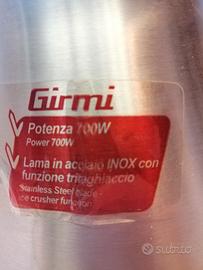 Girmi
Potenza 700W
Power 700W
Lama in acciaio INOX con
funzione tritaghiaccio
Stainless Steel blade -
ice crusher function
subito